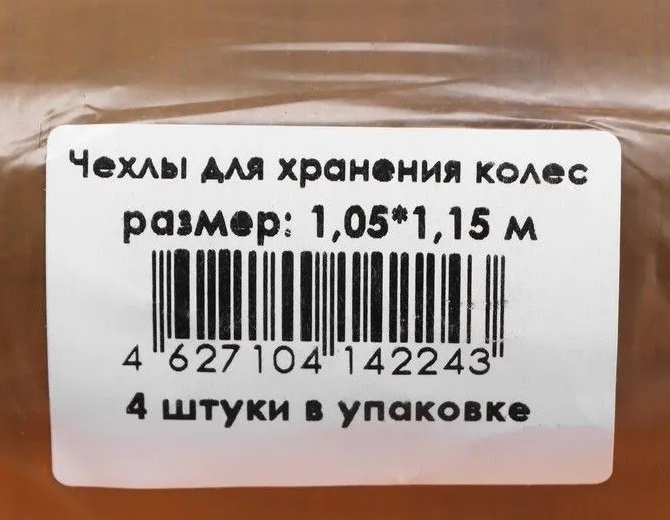 Чехлы для хранения колес
размер: 1,05*1,15 м
4 627104 142243
4 штуки в упаковке